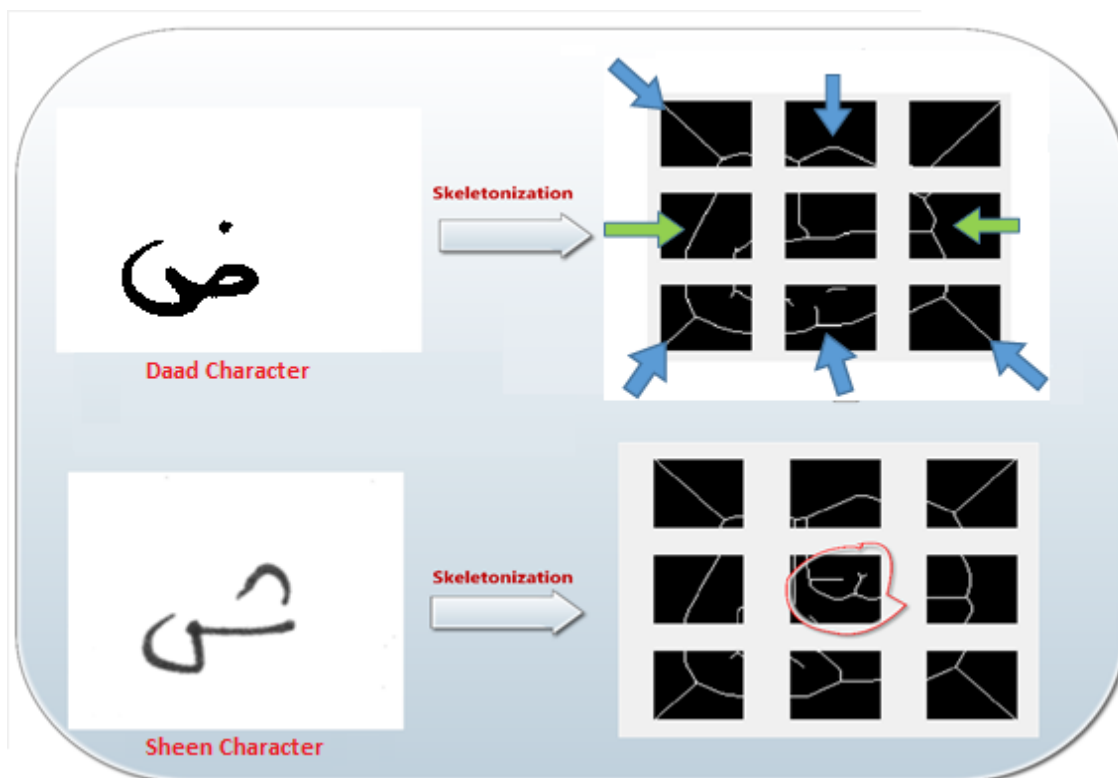 ض
Skeletonization
Daad Character
ش
Skeletonization
Sheen Character